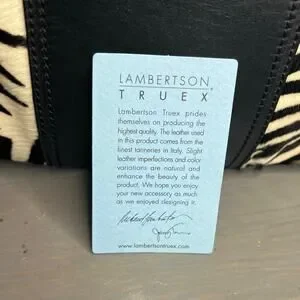 LAMBERTSON
TRUEX®
Lambertson Truex prides
themselves on producing the
highest quality. The leather used
in this product comes from the
finest tanneries in Italy. Slight
leather imperfections and color
variations are natural and
enhance the beauty of the
product. We hope you enjoy
your new accessory as much
as we enjoyed designing it.
www.lambertsontruex.com